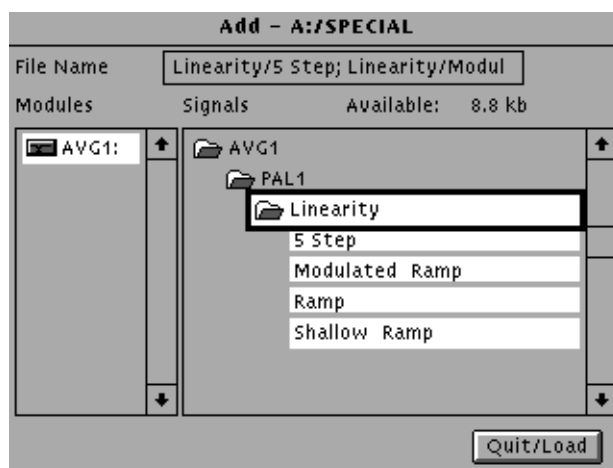 Add - A:/SPECIAL
File Name Linearity/5 Step; Linearity/Modul
Modules Signals Available: 8.8 kb
AVG1:
AVG1
PAL1
Linearity
5 Step
Modulated Ramp
Ramp
Shallow Ramp
Quit/Load